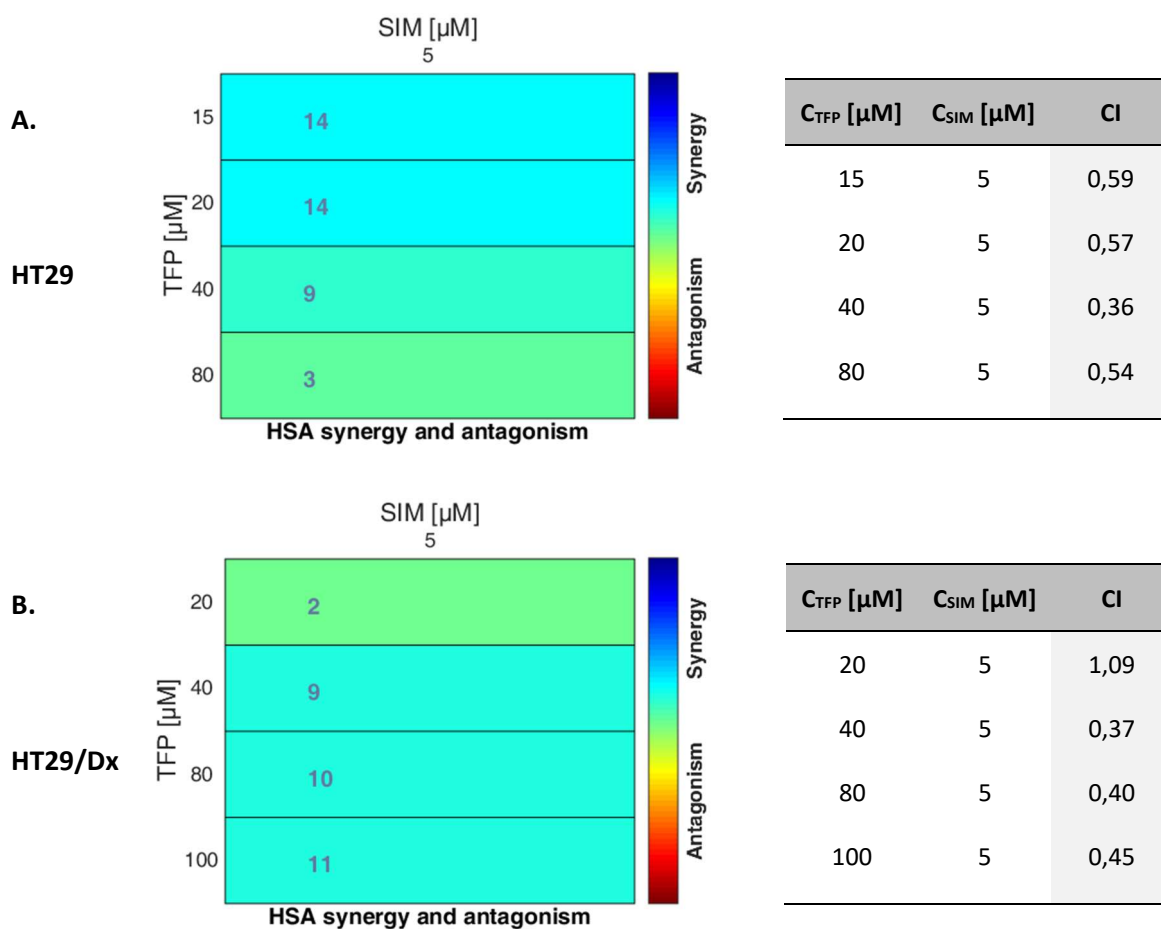 A.
HT29
SIM [µM]
5
TFP [µM]
15
14
20
14
40
9
80
3
HSA synergy and antagonism
Synergy
Antagonism
C_TFP [µM] C_SIM [µM] CI
15 5 0,59
20 5 0,57
40 5 0,36
80 5 0,54
B.
HT29/Dx
SIM [µM]
5
TFP [µM]
20
2
40
9
80
10
100
11
HSA synergy and antagonism
Synergy
Antagonism
C_TFP [µM] C_SIM [µM] CI
20 5 1,09
40 5 0,37
80 5 0,40
100 5 0,45